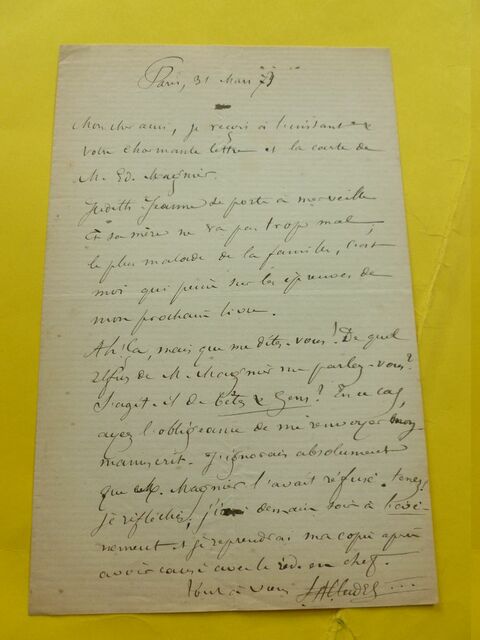 Paris, 31 Mars
Mon cher ami, je reçois à l'instant
votre charmante lettre et la carte de
M. Ed. Magnier.
Judith-Jeanne se porte à merveille
Et sa mère ne va pas trop mal,
le plus malade de la famille, c'est
moi qui peine sur les épreuves de
mon prochain livre.
Ah! Ça, mais que me dites-vous! De quel
refus de M. Magnier me parlez-vous?
S'agit-il de Bêtes & Gens? En ce cas,
ayez l'obligeance de me renvoyer mon
manuscrit. J'ignorais absolument
que M. Magnier l'avait refusé. Tenez,
je réfléchis, j'irai demain soir à l'évé-
nement et je reprendrai ma copie après
avoir causé avec le réd. en chef.
Tout à vous